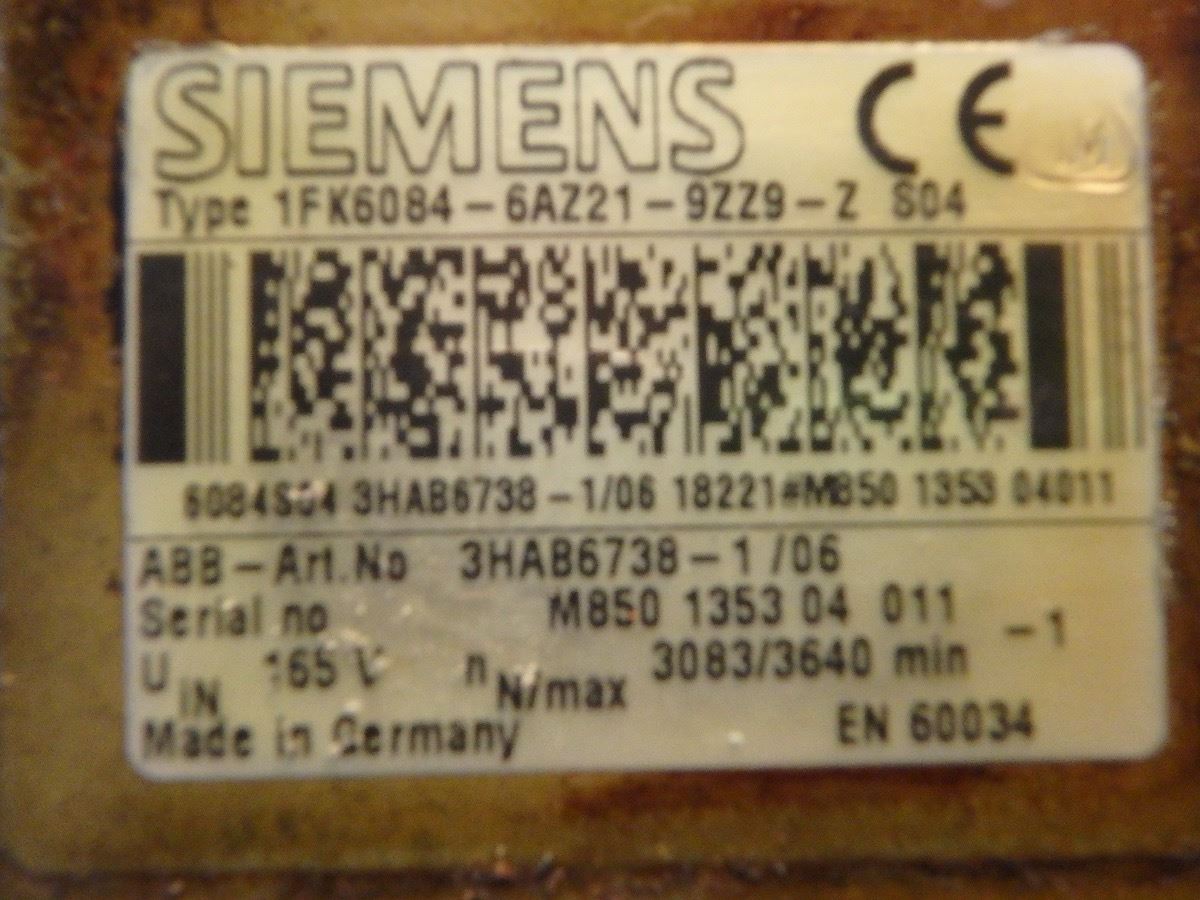 SIEMENS CE
Type 1FK6084-6AZ21-9ZZ9-Z S04
6084S04 3HAB6738-1/06 18221#M850 1353 04011
ABB-Art.No 3HAB6738-1/06
Serial no M850 1353 04 011
U IN 165 V n N/max 3083/3640 min -1
Made in Germany EN 60034